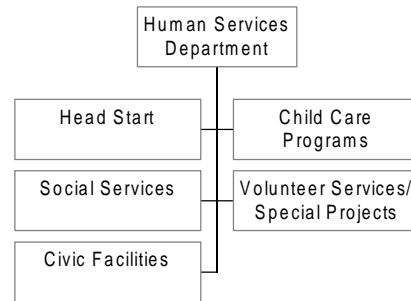 Human Services
Department
Head Start
Child Care
Programs
Social Services
Volunteer Services/
Special Projects
Civic Facilities